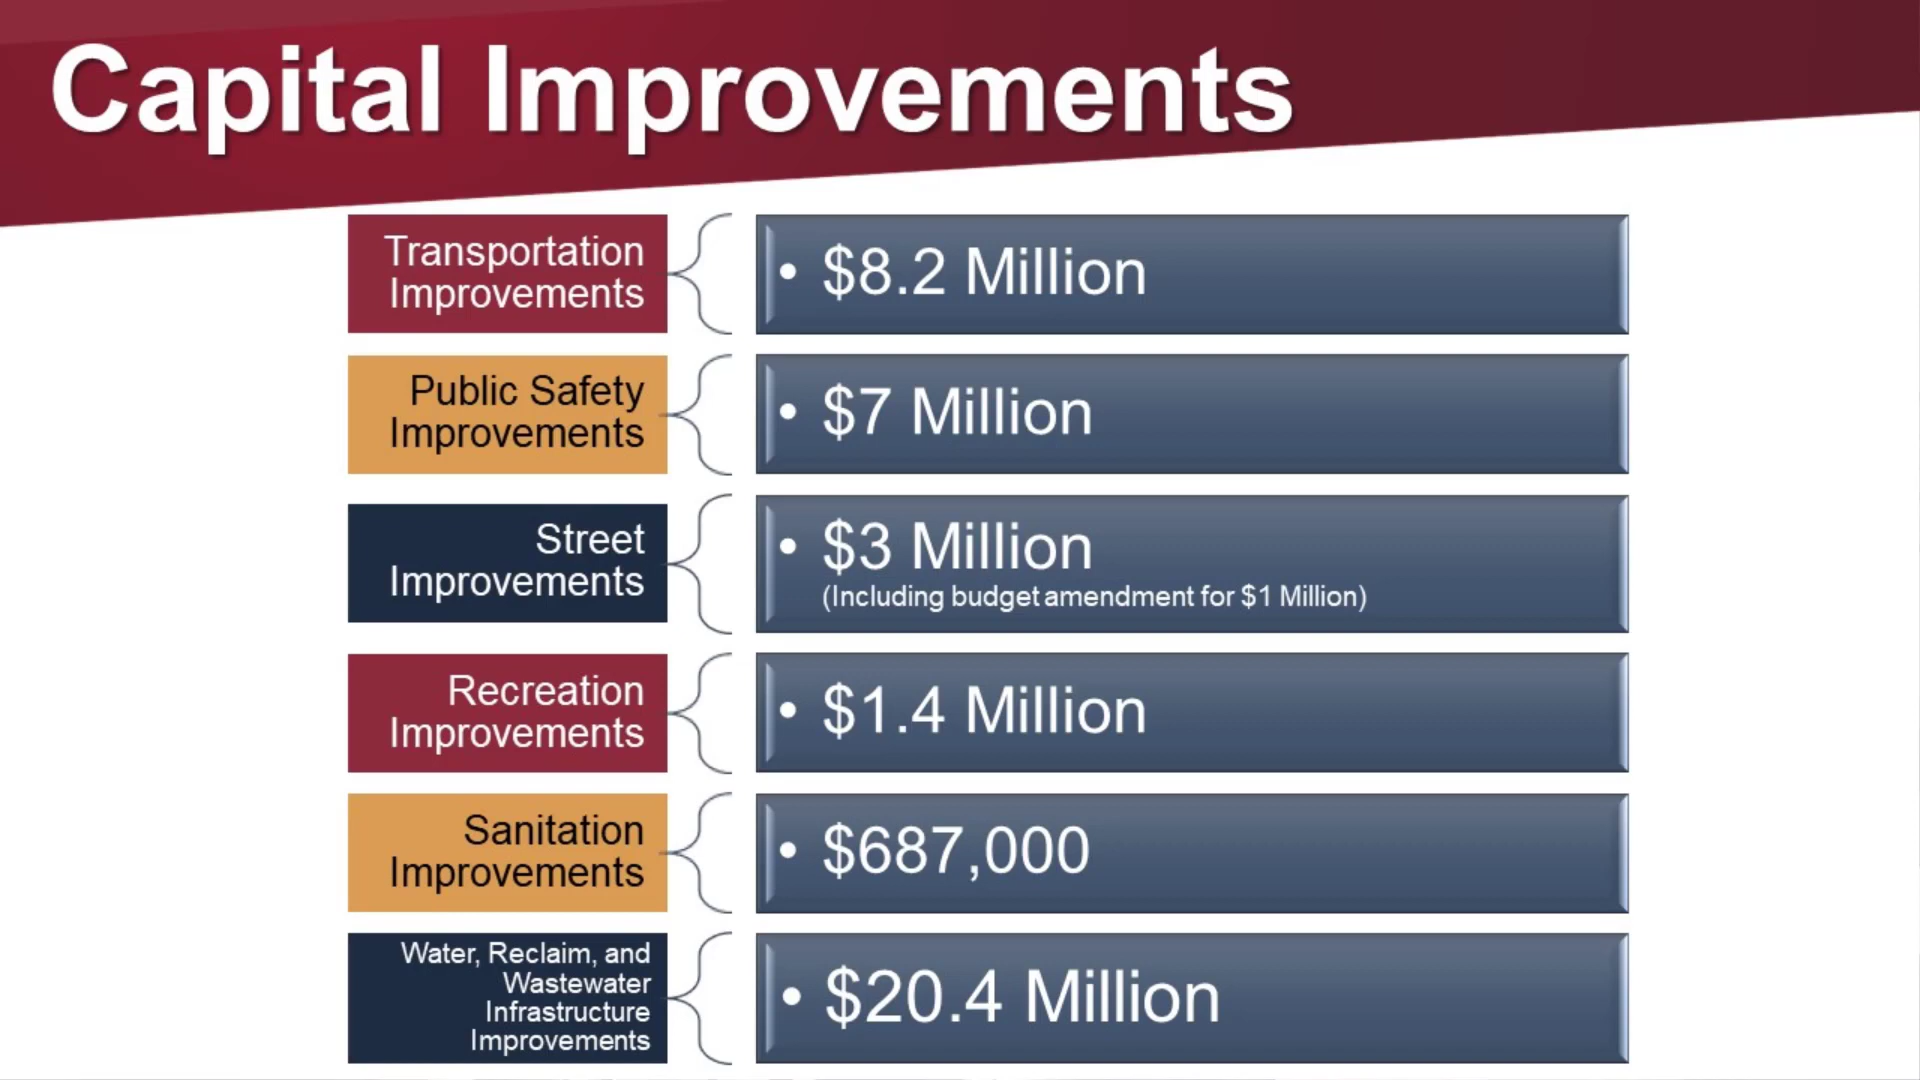 Capital Improvements
Transportation
Improvements
• $8.2 Million
Public Safety
Improvements
• $7 Million
Street
Improvements
• $3 Million
(Including budget amendment for $1 Million)
Recreation
Improvements
• $1.4 Million
Sanitation
Improvements
• $687,000
Water, Reclaim, and
Wastewater
Infrastructure
Improvements
• $20.4 Million